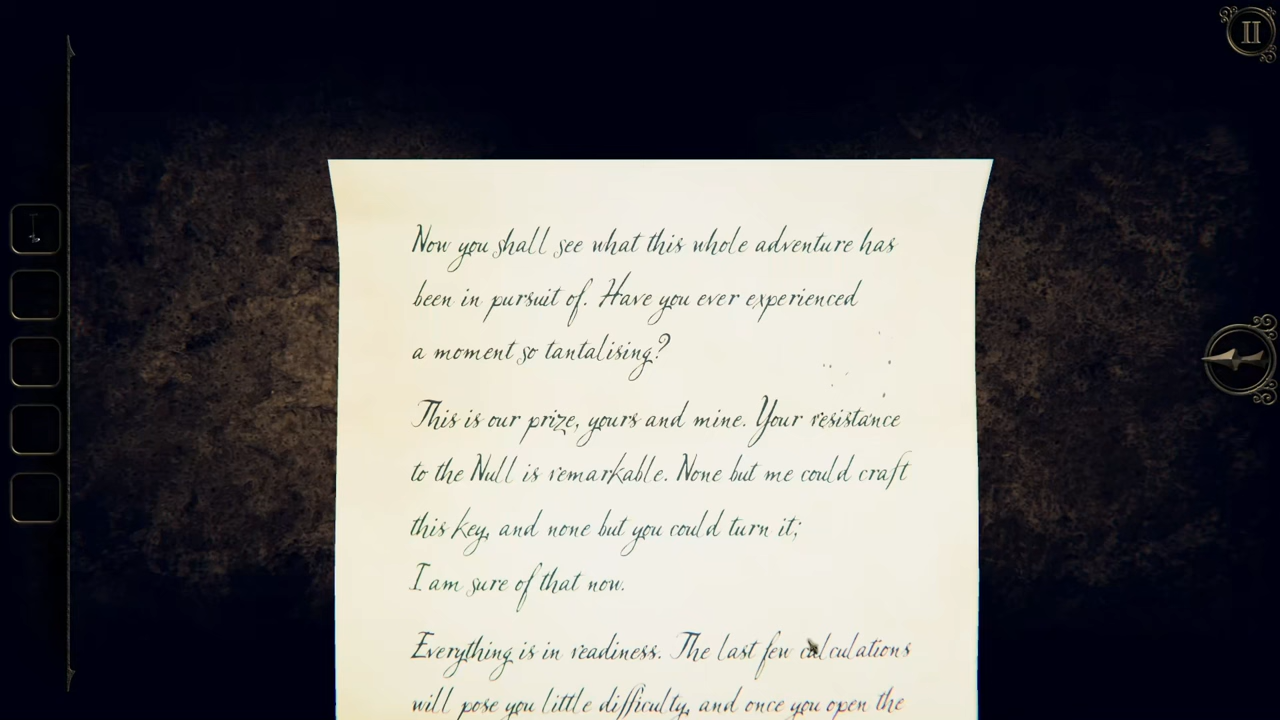 Now you shall see what this whole adventure has
been in pursuit of. Have you ever experienced
a moment so tantalising?
This is our prize, yours and mine. Your resistance
to the Null is remarkable. None but me could craft
this key, and none but you could turn it;
I am sure of that now.
Everything is in readiness. The last few calculations
will pose you little difficulty, and once you open the